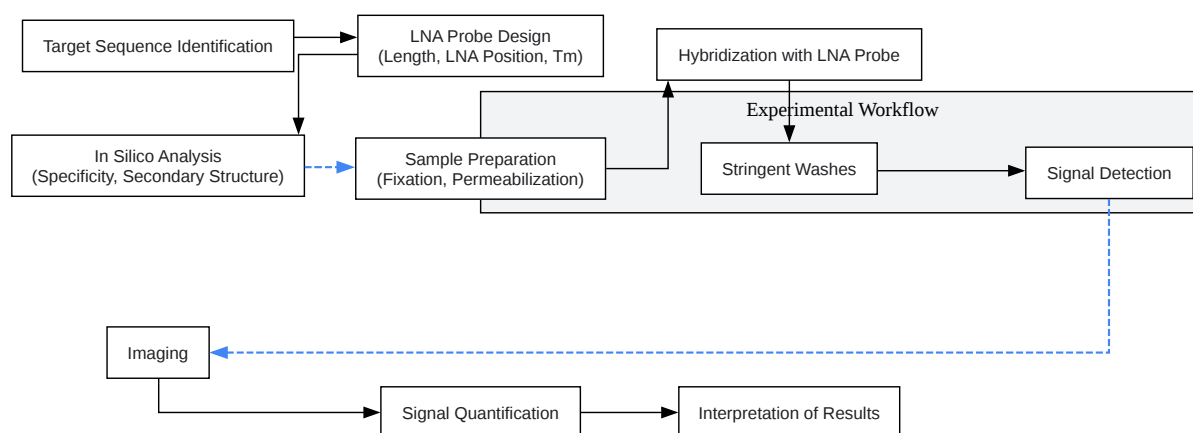 Target Sequence Identification
LNA Probe Design
(Length, LNA Position, Tm)
Hybridization with LNA Probe
Experimental Workflow
In Silico Analysis
(Specificity, Secondary Structure)
Sample Preparation
(Fixation, Permeabilization)
Stringent Washes
Signal Detection
Imaging
Signal Quantification
Interpretation of Results